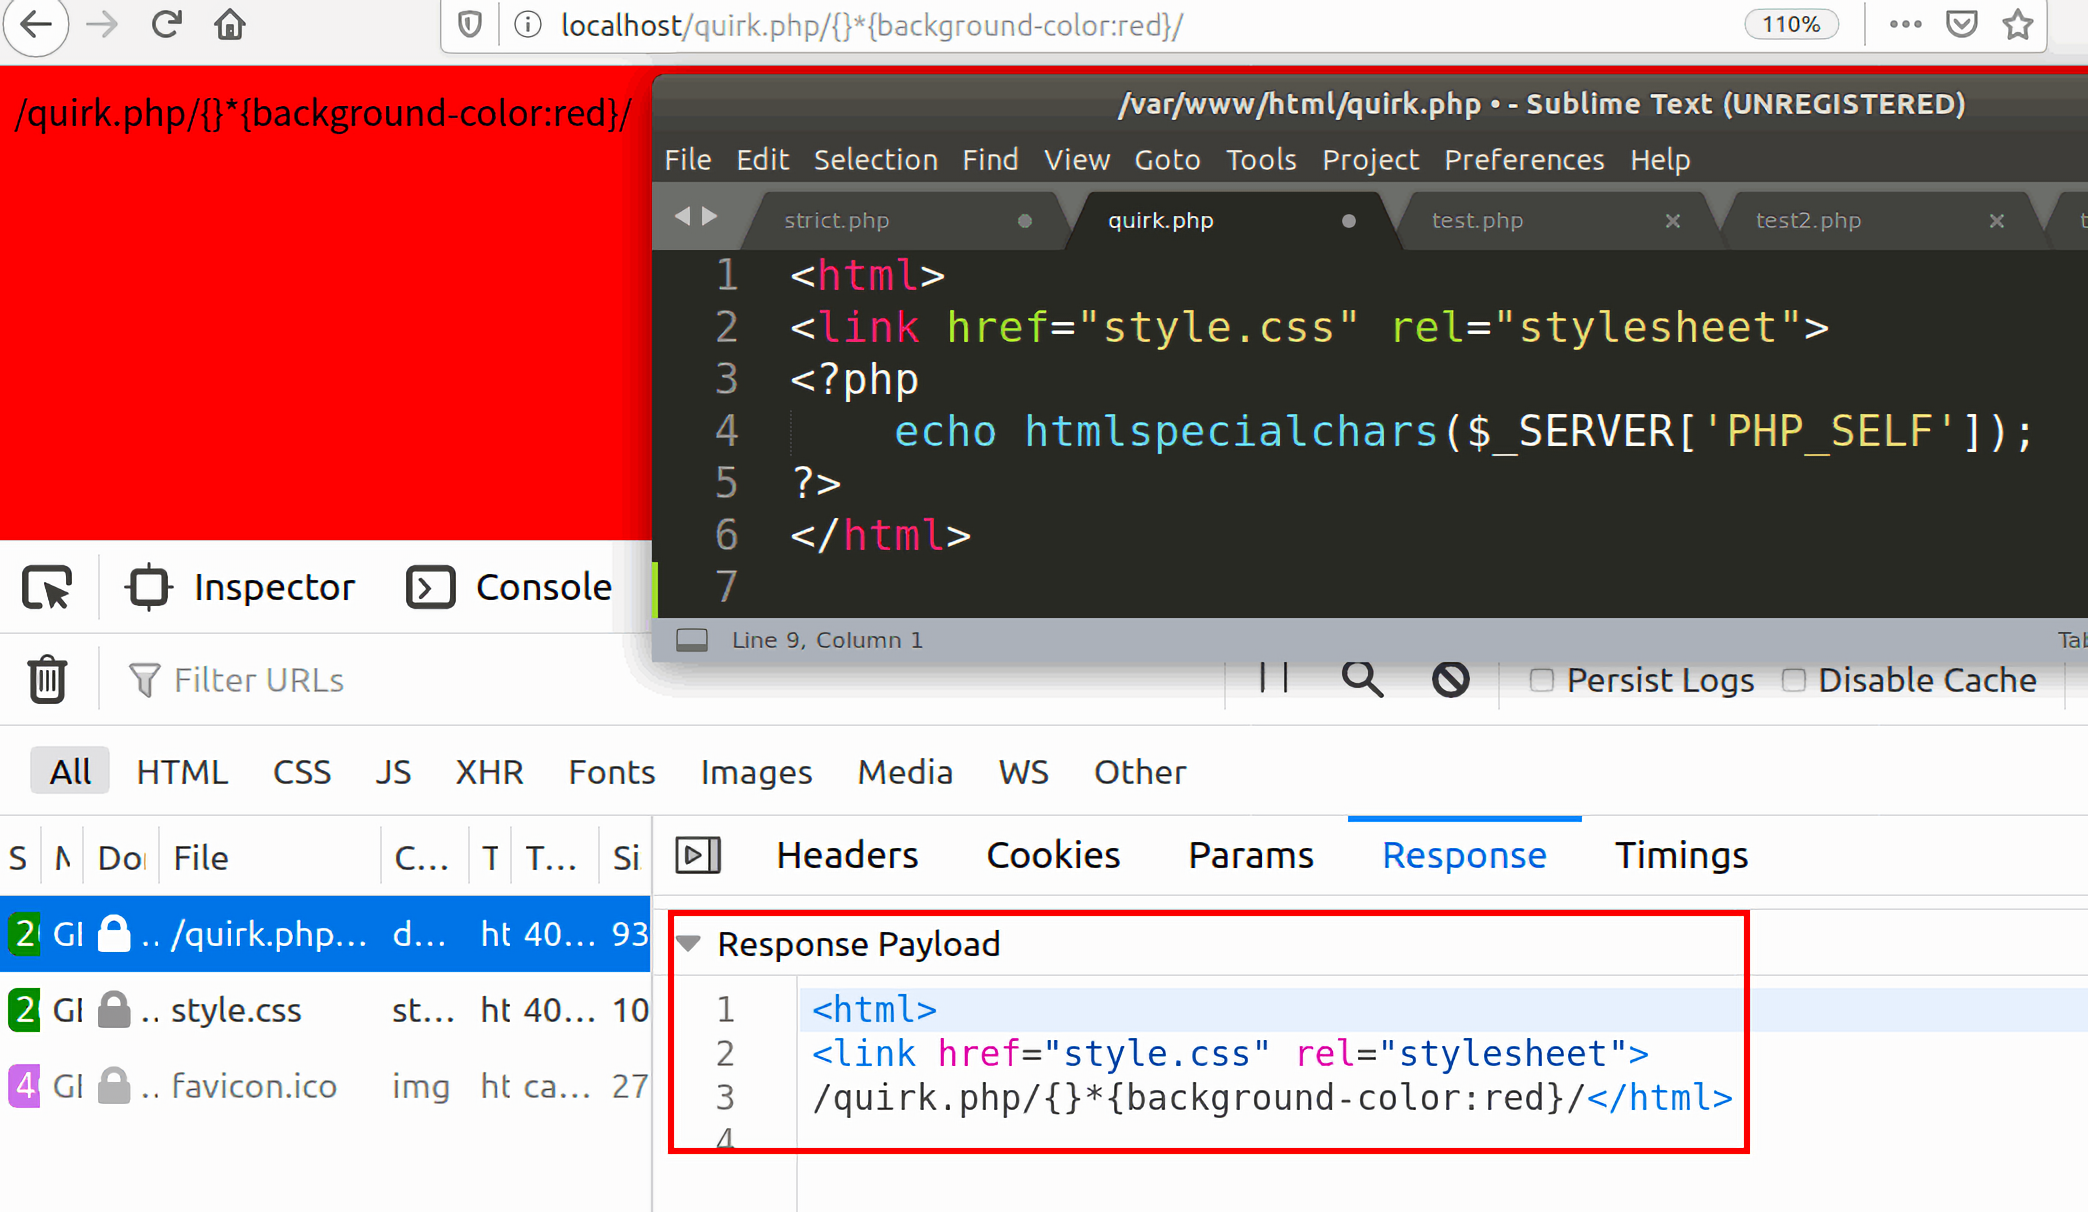 localhost/quirk.php/{}*{background-color:red}/
110%
/quirk.php/{}*{background-color:red}/
/var/www/html/quirk.php • - Sublime Text (UNREGISTERED)
File Edit Selection Find View Goto Tools Project Preferences Help
strict.php quirk.php test.php test2.php
1 <html>
2 <link href="style.css" rel="stylesheet">
3 <?php
4 echo htmlspecialchars($_SERVER['PHP_SELF']);
5 ?>
6 </html>
7
Line 9, Column 1 Tab
Inspector Console
Filter URLs Persist Logs Disable Cache
All HTML CSS JS XHR Fonts Images Media WS Other
S M Doi File C... T T... Si
Headers Cookies Params Response Timings
2 GI .. /quirk.php... d... ht 40... 93
2 GI .. style.css st... ht 40... 10
4 GI .. favicon.ico img ht ca... 27
Response Payload
1 <html>
2 <link href="style.css" rel="stylesheet">
3 /quirk.php/{}*{background-color:red}/</html>
4